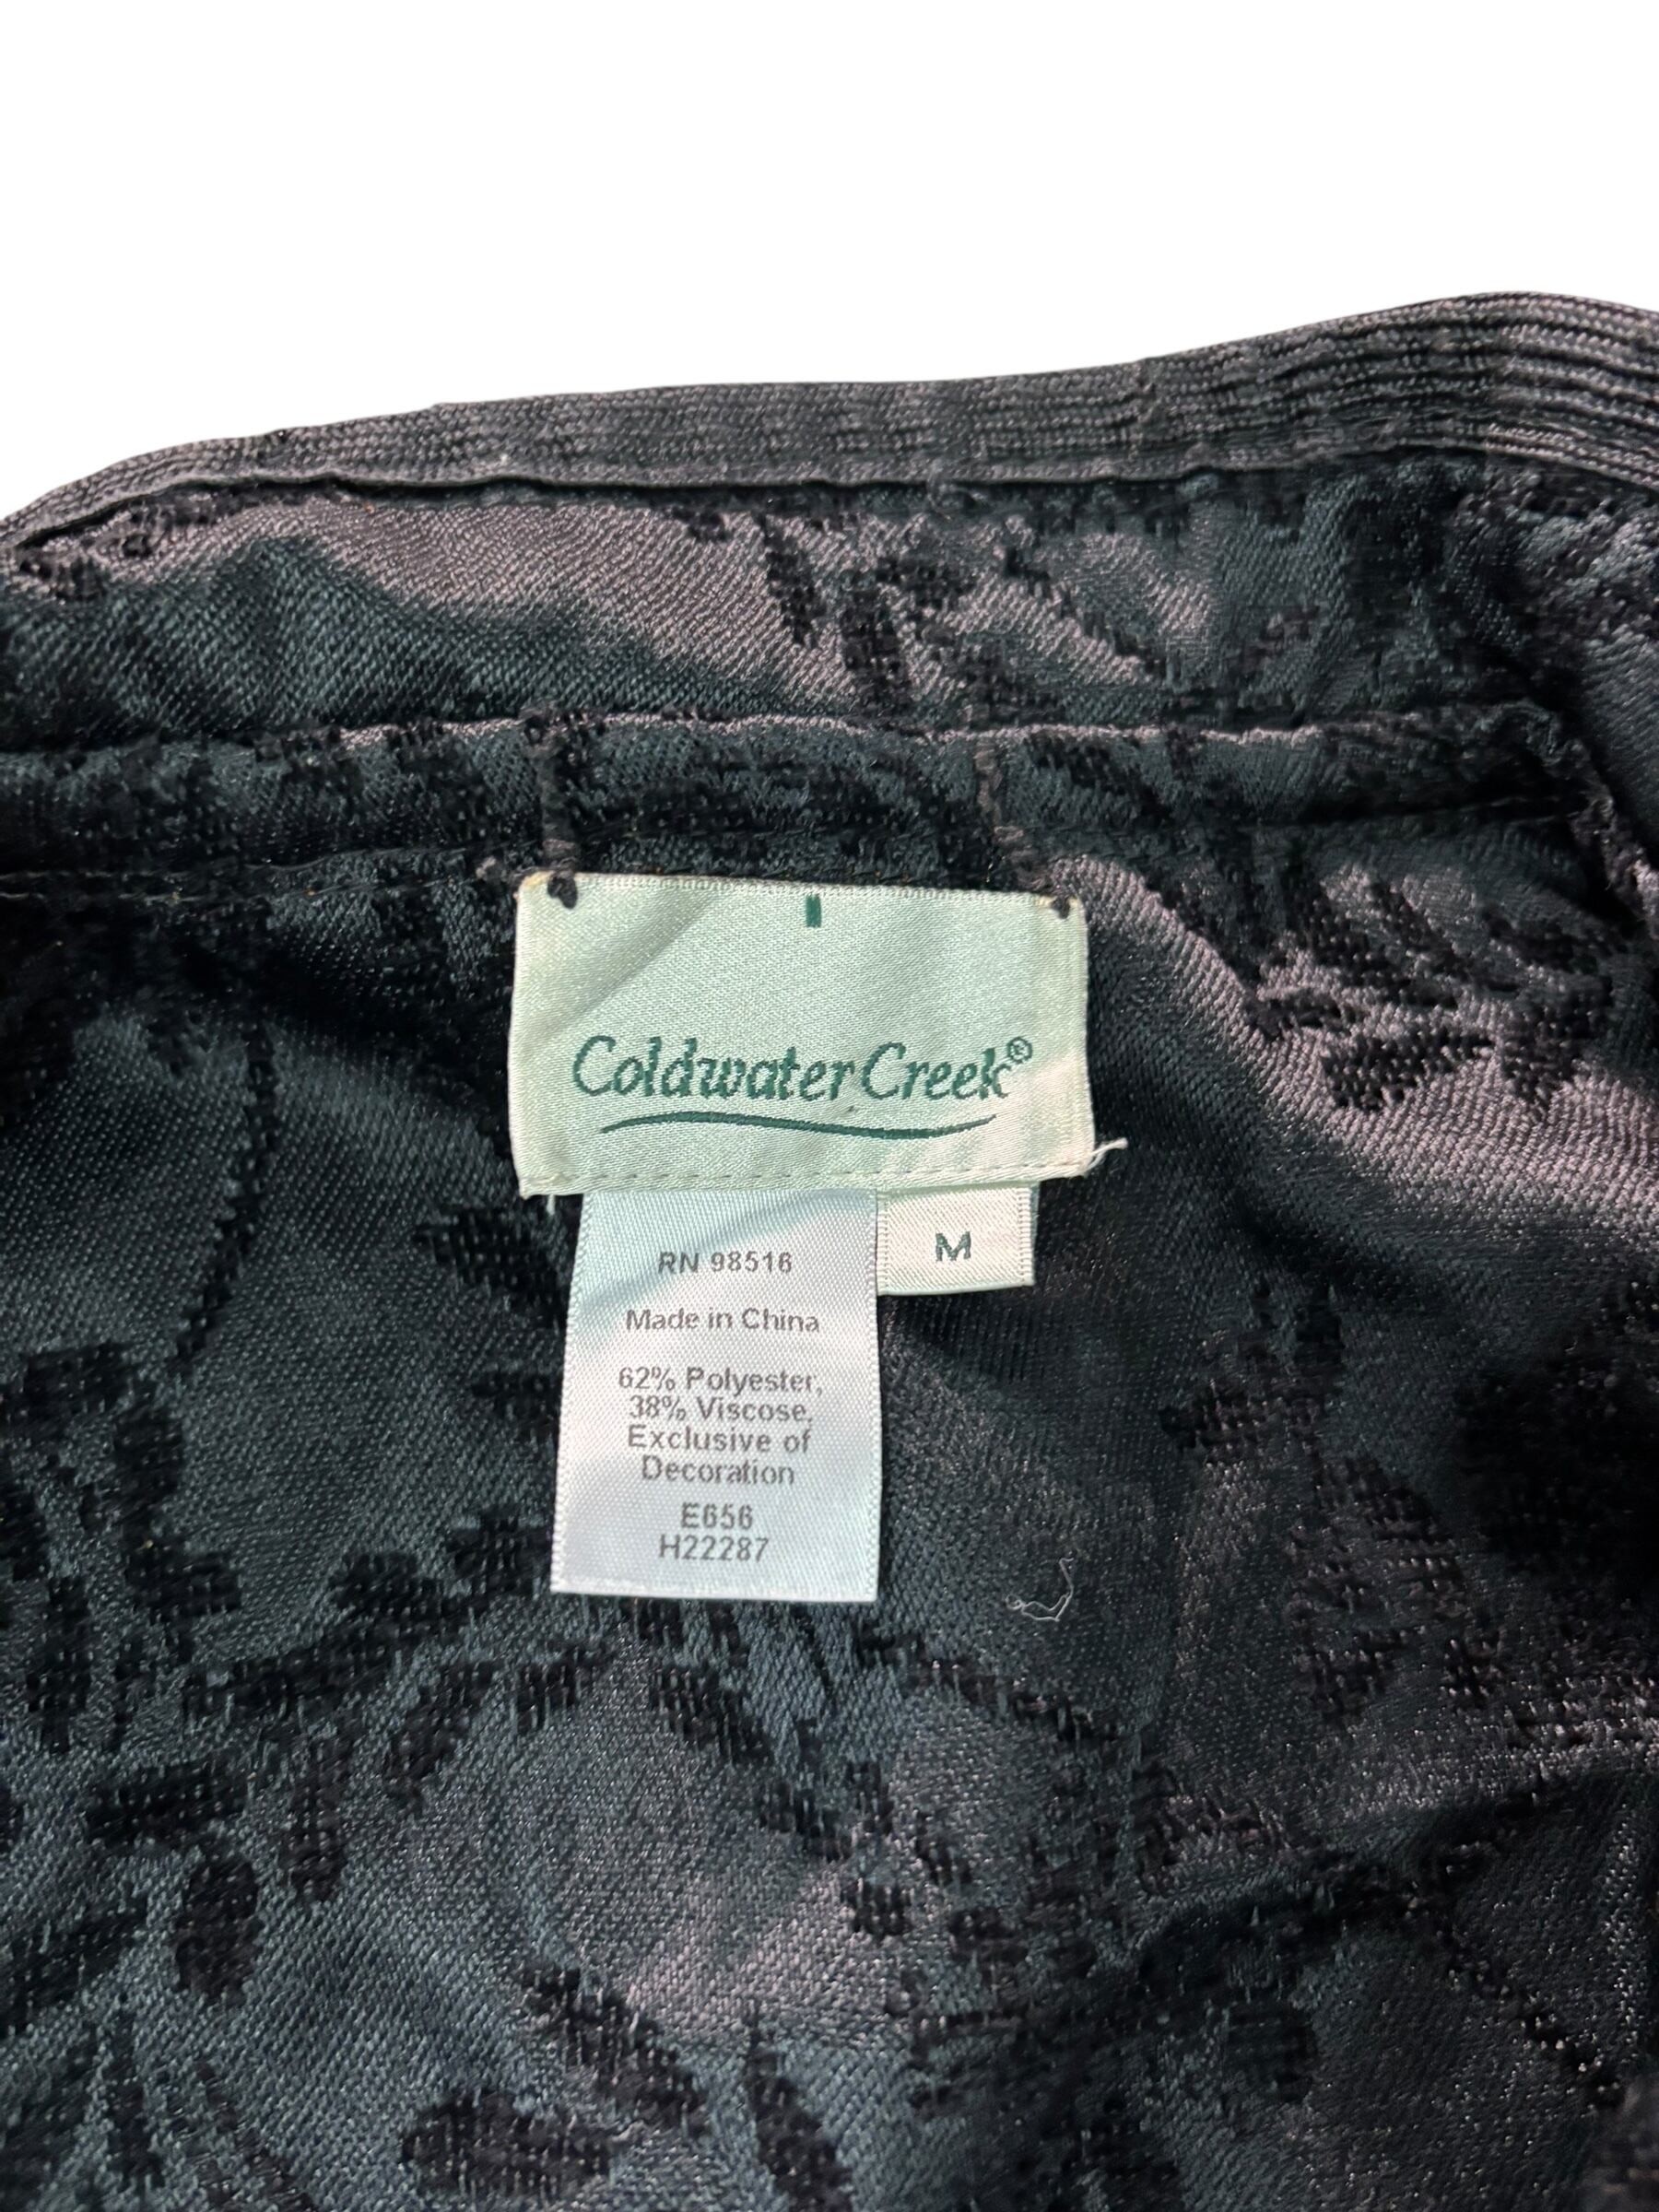 Coldwater Creek®
M
RN 98516
Made in China
62% Polyester,
38% Viscose,
Exclusive of
Decoration
E656
H22287